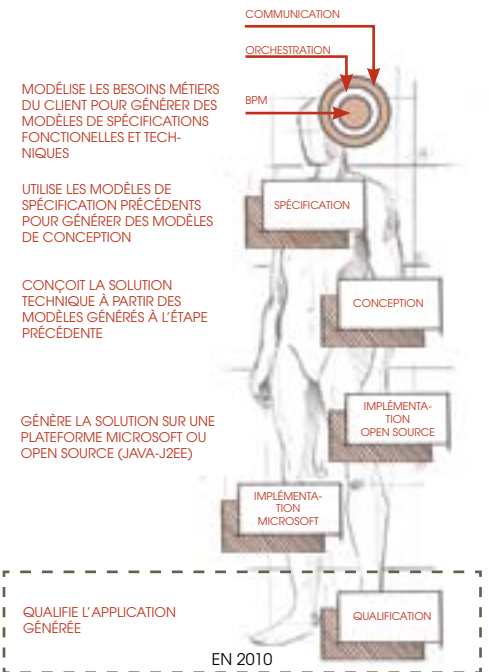 COMMUNICATION
ORCHESTRATION
BPM
MODÉLISE LES BESOINS MÉTIERS
DU CLIENT POUR GÉNÉRER DES
MODÈLES DE SPÉCIFICATIONS
FONCTIONELLES ET TECH-
NIQUES
UTILISE LES MODÈLES DE
SPÉCIFICATION PRÉCÉDENTS
POUR GÉNÉRER DES MODÈLES
DE CONCEPTION
SPÉCIFICATION
CONÇOIT LA SOLUTION
TECHNIQUE À PARTIR DES
MODÈLES GÉNÉRÉS À L'ÉTAPE
PRÉCÉDENTE
CONCEPTION
GÉNÈRE LA SOLUTION SUR UNE
PLATEFORME MICROSOFT OU
OPEN SOURCE (JAVA-J2EE)
IMPLÉMENTA-
TION
OPEN SOURCE
IMPLÉMENTA-
TION
MICROSOFT
QUALIFIE L'APPLICATION
GÉNÉRÉE
QUALIFICATION
EN 2010